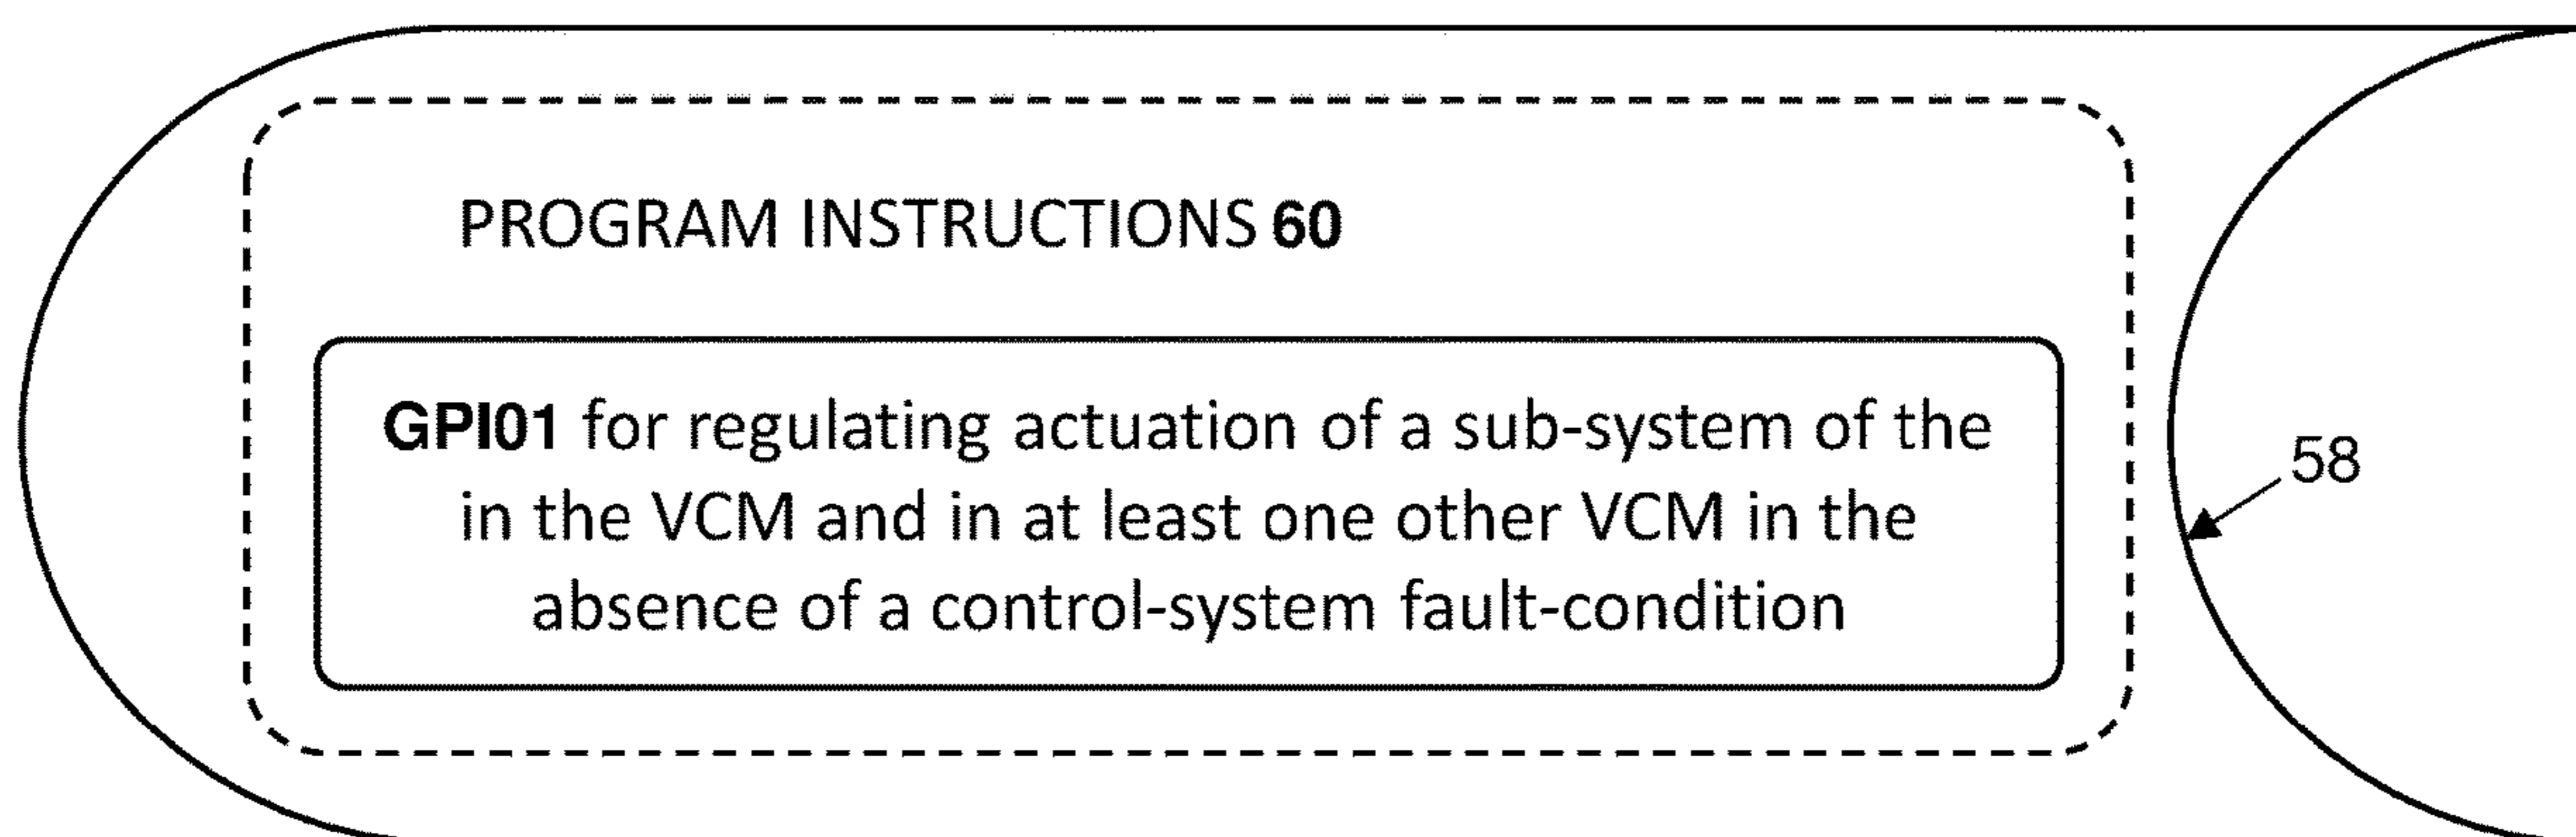 PROGRAM INSTRUCTIONS 60
GPI01 for regulating actuation of a sub-system of the
in the VCM and in at least one other VCM in the
absence of a control-system fault-condition
58